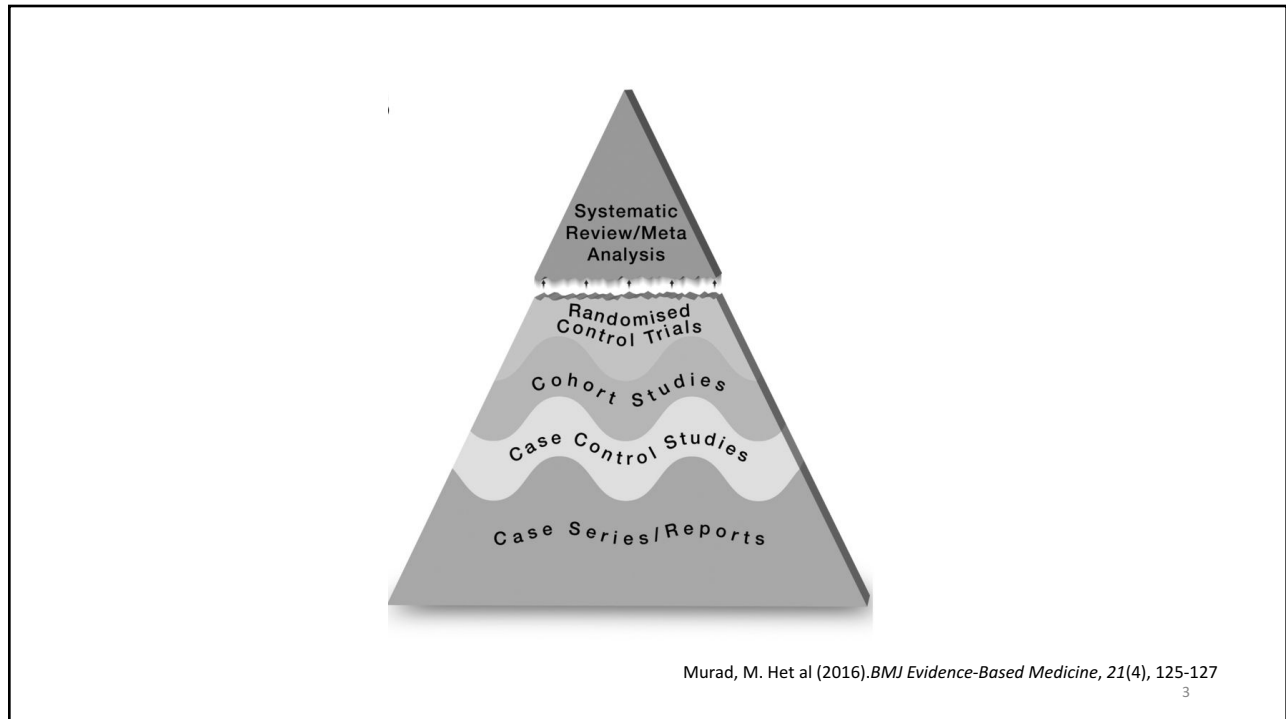 Systematic
Review/Meta
Analysis
Randomised
Control Trials
Cohort Studies
Case Control Studies
Case Series/Reports
Murad, M. Het al (2016).BMJ Evidence-Based Medicine, 21(4), 125-127
3